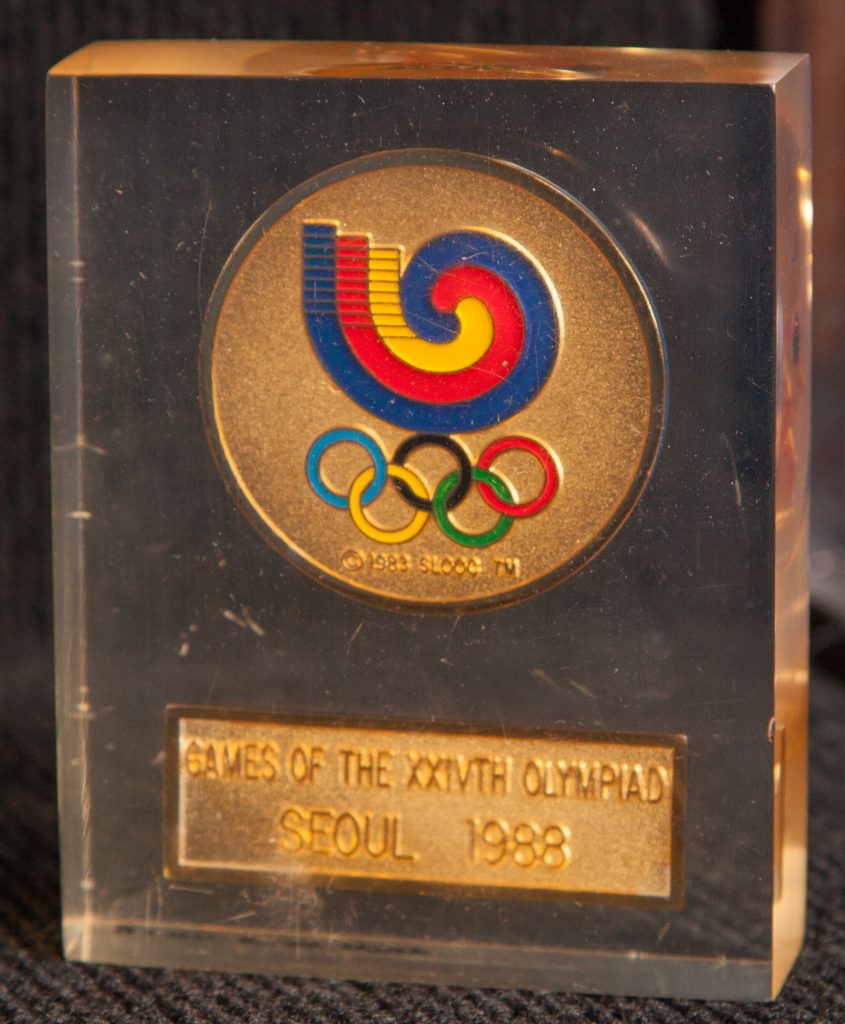 © 1983 SLOOC TM
GAMES OF THE XXIVTH OLYMPIAD
SEOUL 1988